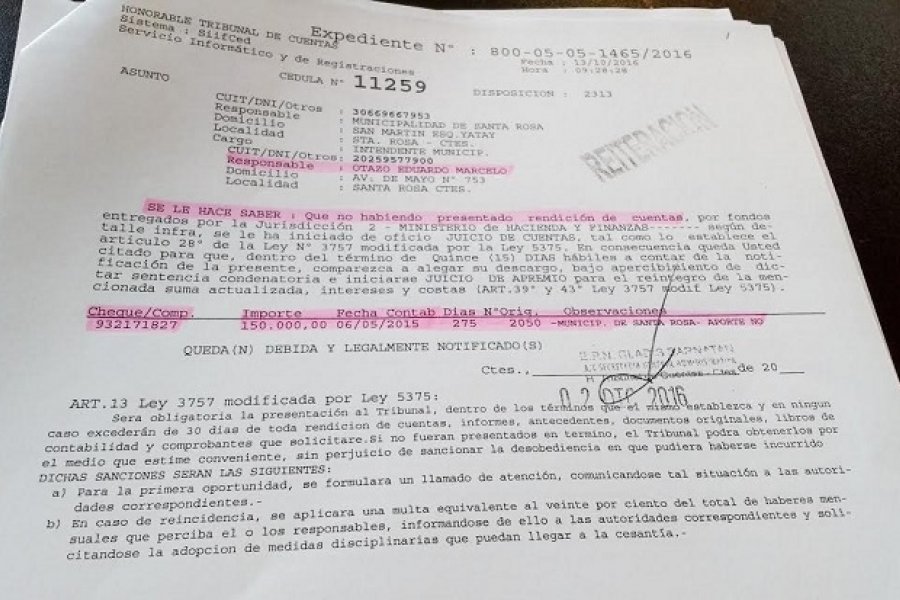 HONORABLE TRIBUNAL DE CUENTAS
Sistema : SiifCed
Servicio Informático y de Registraciones
Expediente N° : 800-05-05-1465/2016
Fecha : 13/10/2016
Hora : 09:28:28
ASUNTO
CEDULA N° 11259
DISPOSICION : 2313
CUIT/DNI/Otros : 30669667953
Responsable : MUNICIPALIDAD DE SANTA ROSA
Domicilio : SAN MARTIN ESQ.YATAY
Localidad : STA. ROSA - CTES.
Cargo : INTENDENTE MUNICIP.
CUIT/DNI/Otros: 20259577900
Responsable : OTAZO EDUARDO MARCELO
Domicilio : AV. DE MAYO N° 753
Localidad : SANTA ROSA CTES.
REITERACION
SE LE HACE SABER : Que no habiendo presentado rendición de cuentas, por fondos
entregados por la Jurisdicción 2 - MINISTERIO de HACIENDA Y FINANZAS------- según de-
talle infra, se le ha iniciado de oficio JUICIO DE CUENTAS, tal como lo establece el
artículo 28° de la Ley N° 3757 modificada por la Ley 5375. En consecuencia queda Usted
citado para que, dentro del término de Quince (15) DIAS hábiles a contar de la noti-
ficación de la presente, comparezca a alegar su descargo, bajo apercibimiento de dic-
tar sentencia condenatoria e iniciarse JUICIO DE APREMIO para el reintegro de la men-
cionada suma actualizada, intereses y costas (ART.39° y 43° Ley 3757 modif Ley 5375).
Cheque/Comp. Importe Fecha Contab Dias N°Orig. Observaciones
932171827 150.000,00 06/05/2015 275 2050 -MUNICIP. DE SANTA ROSA- APORTE NO
QUEDA(N) DEBIDA Y LEGALMENTE NOTIFICADO(S)
Ctes., de 20
2016
ART.13 Ley 3757 modificada por Ley 5375:
Sera obligatoria la presentación al Tribunal, dentro de los términos que el mismo establezca y en ningun
caso excederán de 30 dias de toda rendicion de cuentas, informes, antecedentes, documentos originales, libros de
contabilidad y comprobantes que solicitare.Si no fueran presentados en termino, el Tribunal podra obtenerlos por
el medio que estime conveniente, sin perjuicio de sancionar la desobediencia en que pudiera haberse incurrido
DICHAS SANCIONES SERAN LAS SIGUIENTES:
a) Para la primera oportunidad, se formulara un llamado de atención, comunicandose tal situación a las autori-
dades correspondientes.-
b) En caso de reincidencia, se aplicara una multa equivalente al veinte por ciento del total de haberes men-
suales que perciba el o los responsables, informandose de ello a las autoridades correspondientes y soli-
citandose la adopcion de medidas disciplinarias que puedan llegar a la cesantía.-